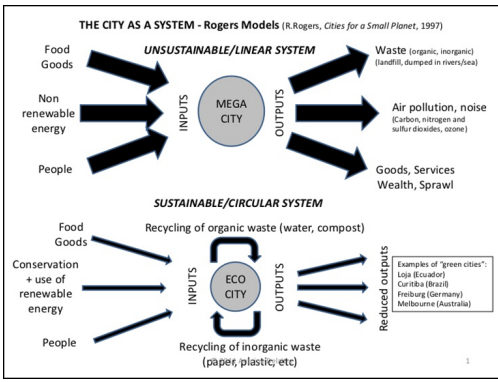 THE CITY AS A SYSTEM - Rogers Models (R.Rogers, Cities for a Small Planet, 1997)
UNSUSTAINABLE/LINEAR SYSTEM
Food
Goods
Non
renewable
energy
People
INPUTS
MEGA
CITY
OUTPUTS
Waste (organic, inorganic)
(landfill, dumped in rivers/sea)
Air pollution, noise
(Carbon, nitrogen and
sulfur dioxides, ozone)
Goods, Services
Wealth, Sprawl
SUSTAINABLE/CIRCULAR SYSTEM
Food
Goods
Conservation
+ use of
renewable
energy
People
Recycling of organic waste (water, compost)
INPUTS
ECO
CITY
OUTPUTS
Recycling of inorganic waste
(paper, plastic, etc)
Reduced outputs
Examples of "green cities":
Loja (Ecuador)
Curitiba (Brazil)
Freiburg (Germany)
Melbourne (Australia)
1